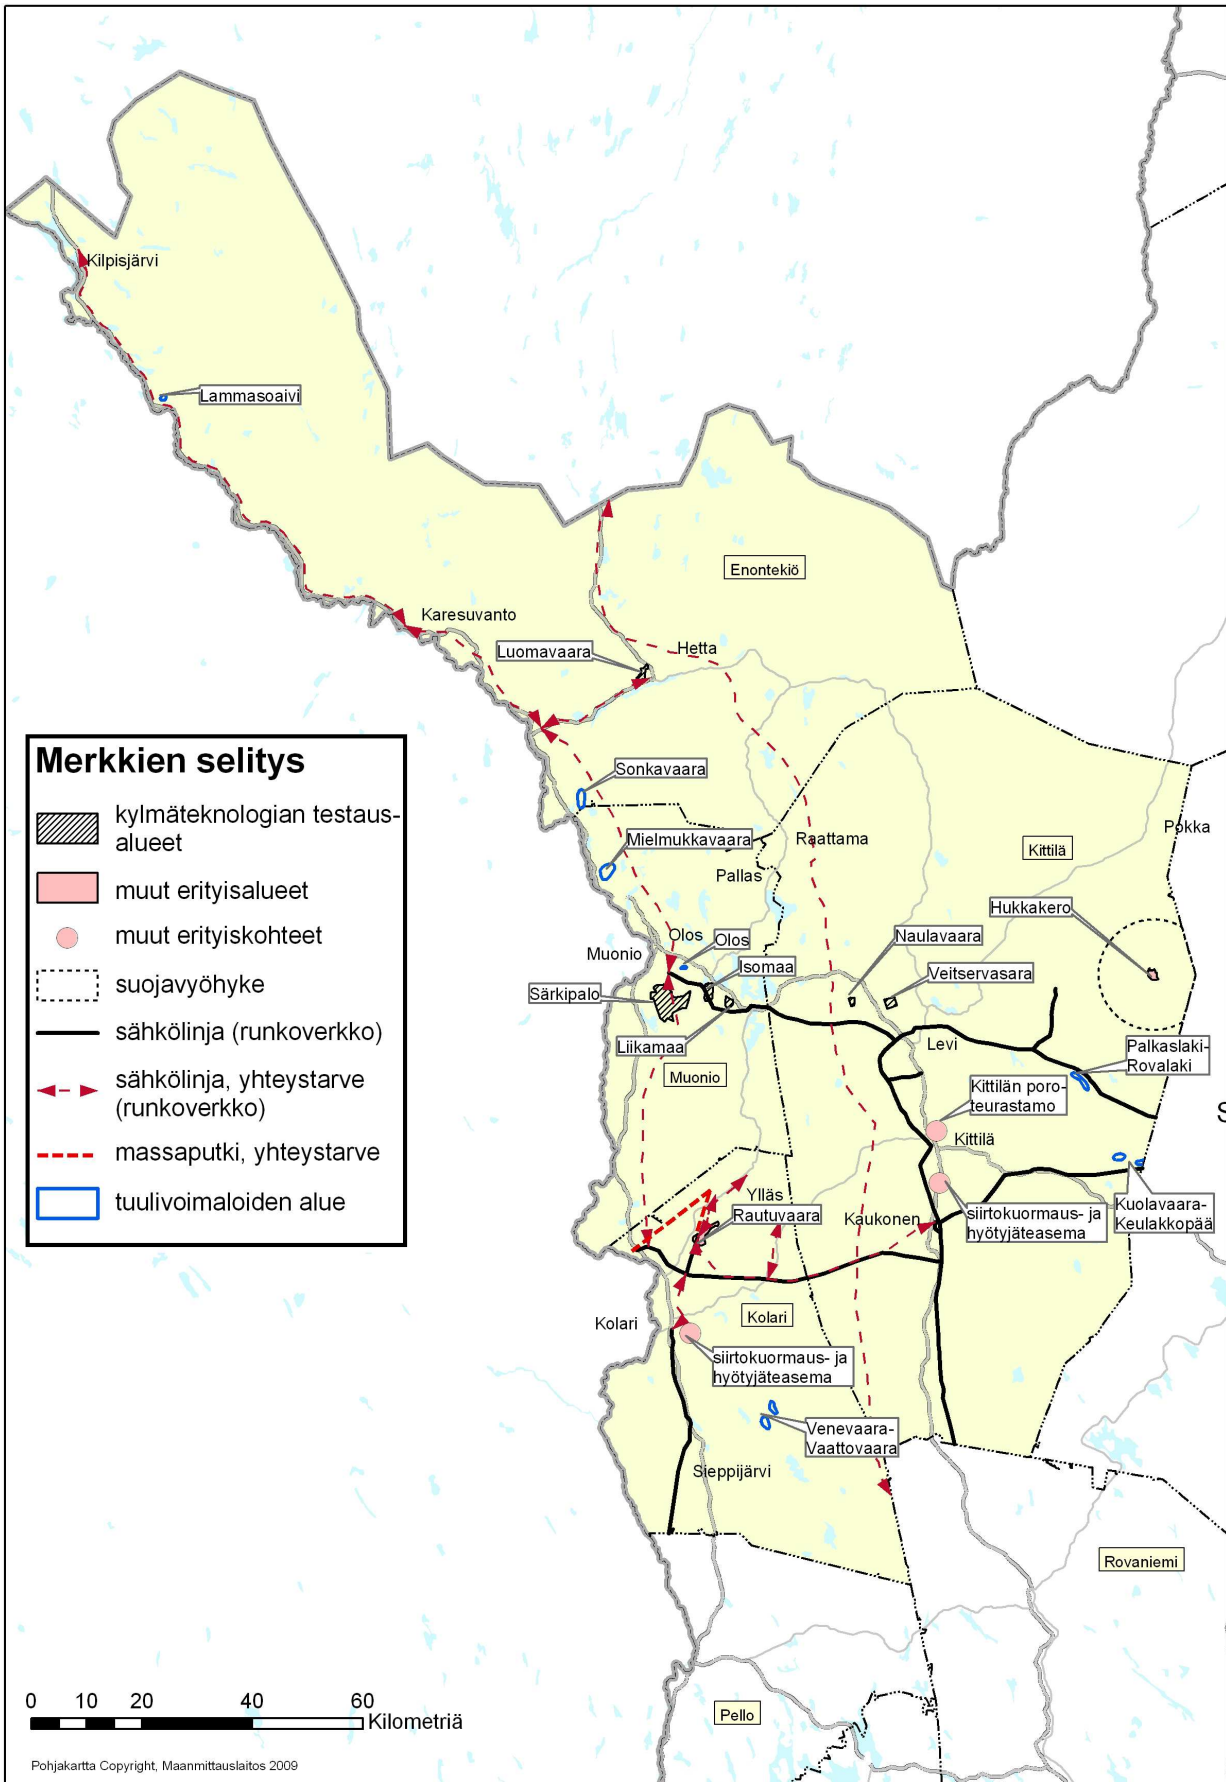 Kilpisjärvi
Lammasoaivi
Enontekiö
Karesuvanto
Luomavaara
Hetta
Merkkien selitys
kylmäteknologian testaus-
alueet
muut erityisalueet
muut erityiskohteet
suojavyöhyke
sähkölinja (runkoverkko)
sähkölinja, yhteystarve
(runkoverkko)
massaputki, yhteystarve
tuulivoimaloiden alue
Sonkavaara
Mielmukkavaara
Raattama
Pallas
Pokka
Kittilä
Hukkakero
Muonio
Olos
Olos
Isomaa
Naulavaara
Veitservasara
Särkipalo
Liikamaa
Muonio
Levi
Palkaslaki-
Rovalaki
Kittilän poro-
teurastamo
S
Kittilä
Ylläs
Rautuvaara
Kaukonen
siirtokuormaus- ja
hyötyjäteasema
Kuolavaara-
Keulakkopää
Kolari
Kolari
siirtokuormaus- ja
hyötyjäteasema
Venevaara-
Vaattovaara
Sieppijärvi
Rovaniemi
Pello
0 10 20 40 60
Kilometriä
Pohjakartta Copyright, Maanmittauslaitos 2009